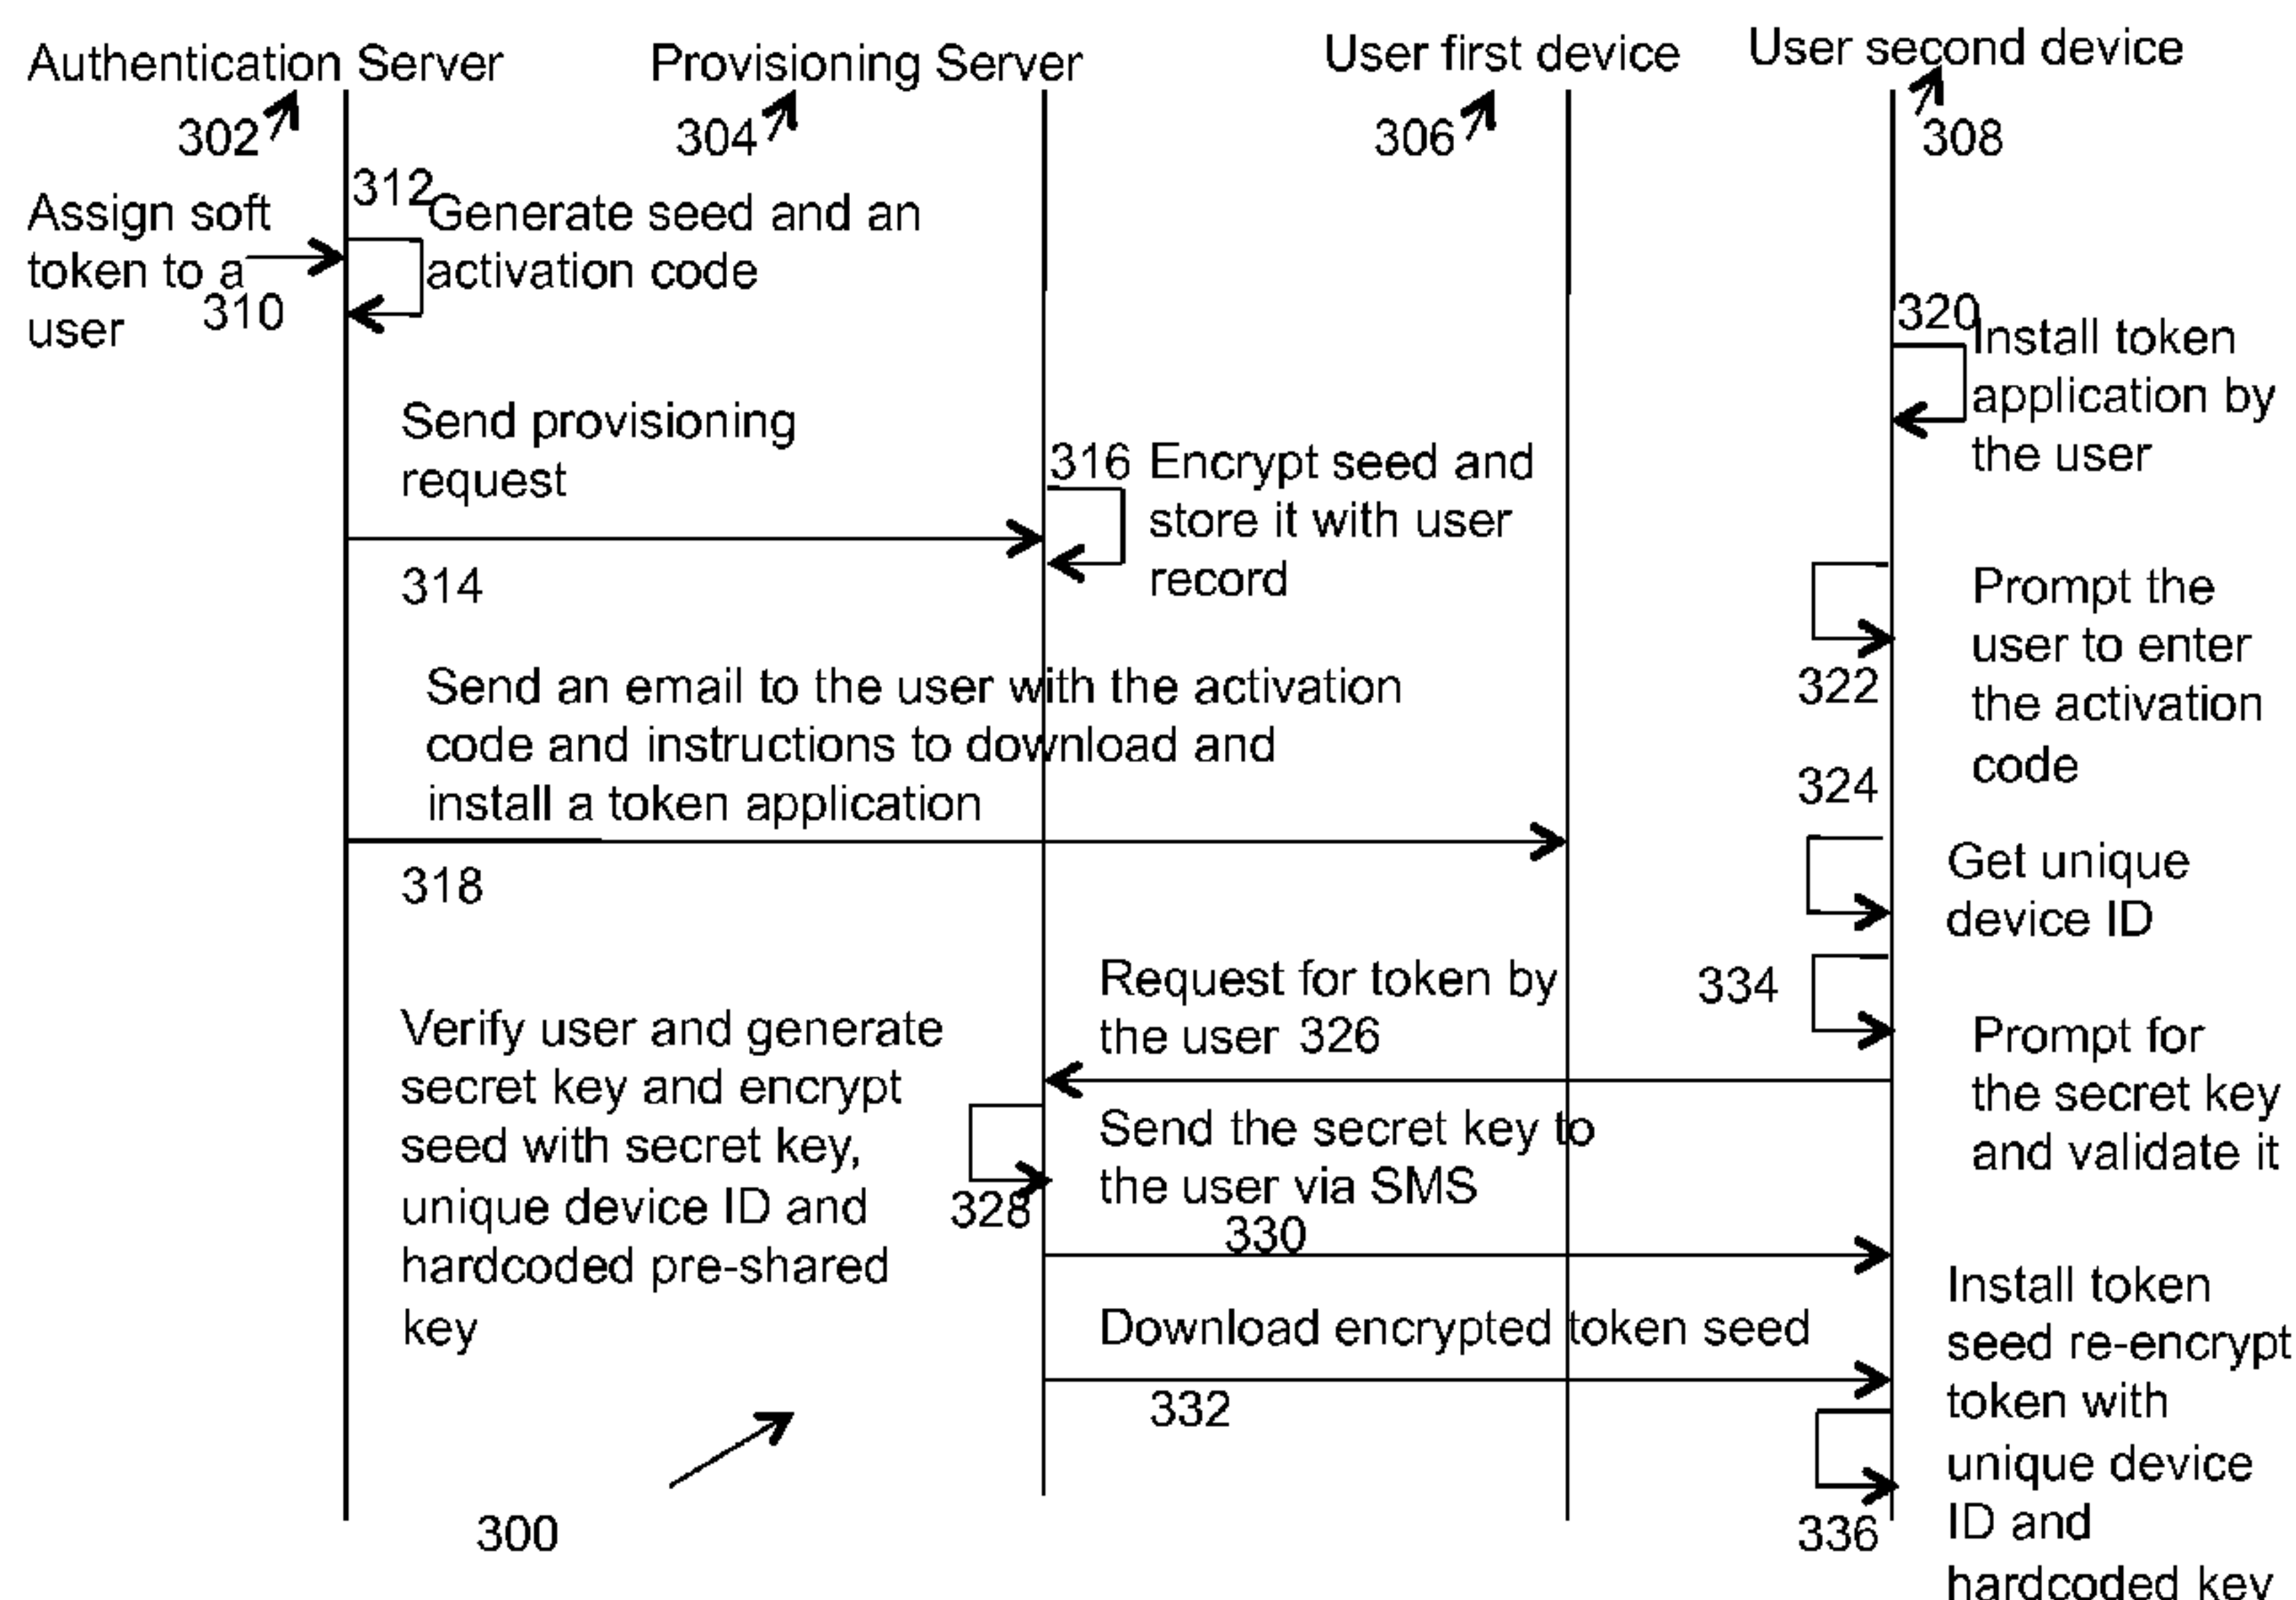 Authentication Server
302
Provisioning Server
304
User first device
306
User second device
308
Assign soft
token to a
user
310
312
Generate seed and an
activation code
320
Install token
application by
the user
Send provisioning
request
314
316
Encrypt seed and
store it with user
record
322
Prompt the
user to enter
the activation
code
Send an email to the user with the activation
code and instructions to download and
install a token application
318
324
Get unique
device ID
Request for token by
the user 326
334
Prompt for
the secret key
and validate it
Verify user and generate
secret key and encrypt
seed with secret key,
unique device ID and
hardcoded pre-shared
key
328
Send the secret key to
the user via SMS
330
Download encrypted token seed
332
Install token
seed re-encrypt
token with
unique device
ID and
hardcoded key
336
300